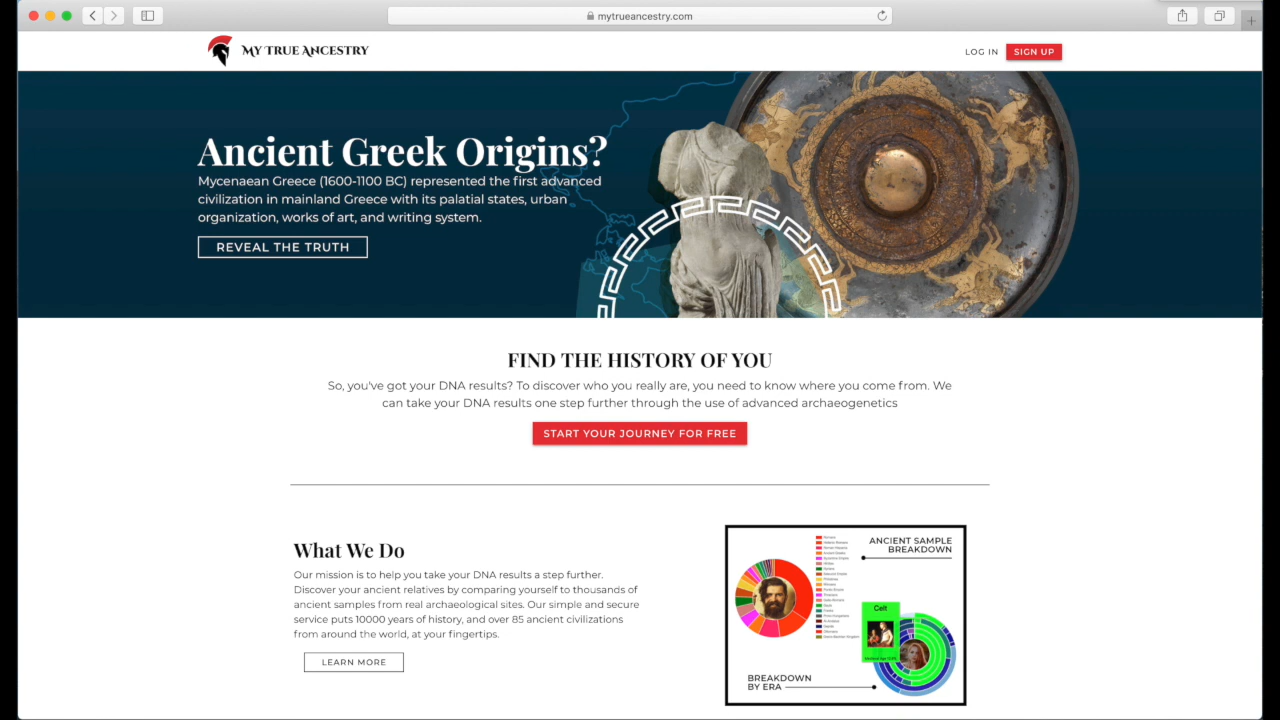 mytrueancestry.com
MY TRUE ANCESTRY
LOG IN
SIGN UP
Ancient Greek Origins?
Mycenaean Greece (1600-1100 BC) represented the first advanced
civilization in mainland Greece with its palatial states, urban
organization, works of art, and writing system.
REVEAL THE TRUTH
FIND THE HISTORY OF YOU
So, you've got your DNA results? To discover who you really are, you need to know where you come from. We
can take your DNA results one step further through the use of advanced archaeogenetics
START YOUR JOURNEY FOR FREE
What We Do
Our mission is to help you take your DNA results a step further.
Discover your ancient relatives by comparing yourself to thousands of
ancient samples from real archaeological sites. Our simple and secure
service puts 10000 years of history, and over 85 ancient civilizations
from around the world, at your fingertips.
LEARN MORE
ANCIENT SAMPLE
BREAKDOWN
Celt
BREAKDOWN
BY ERA